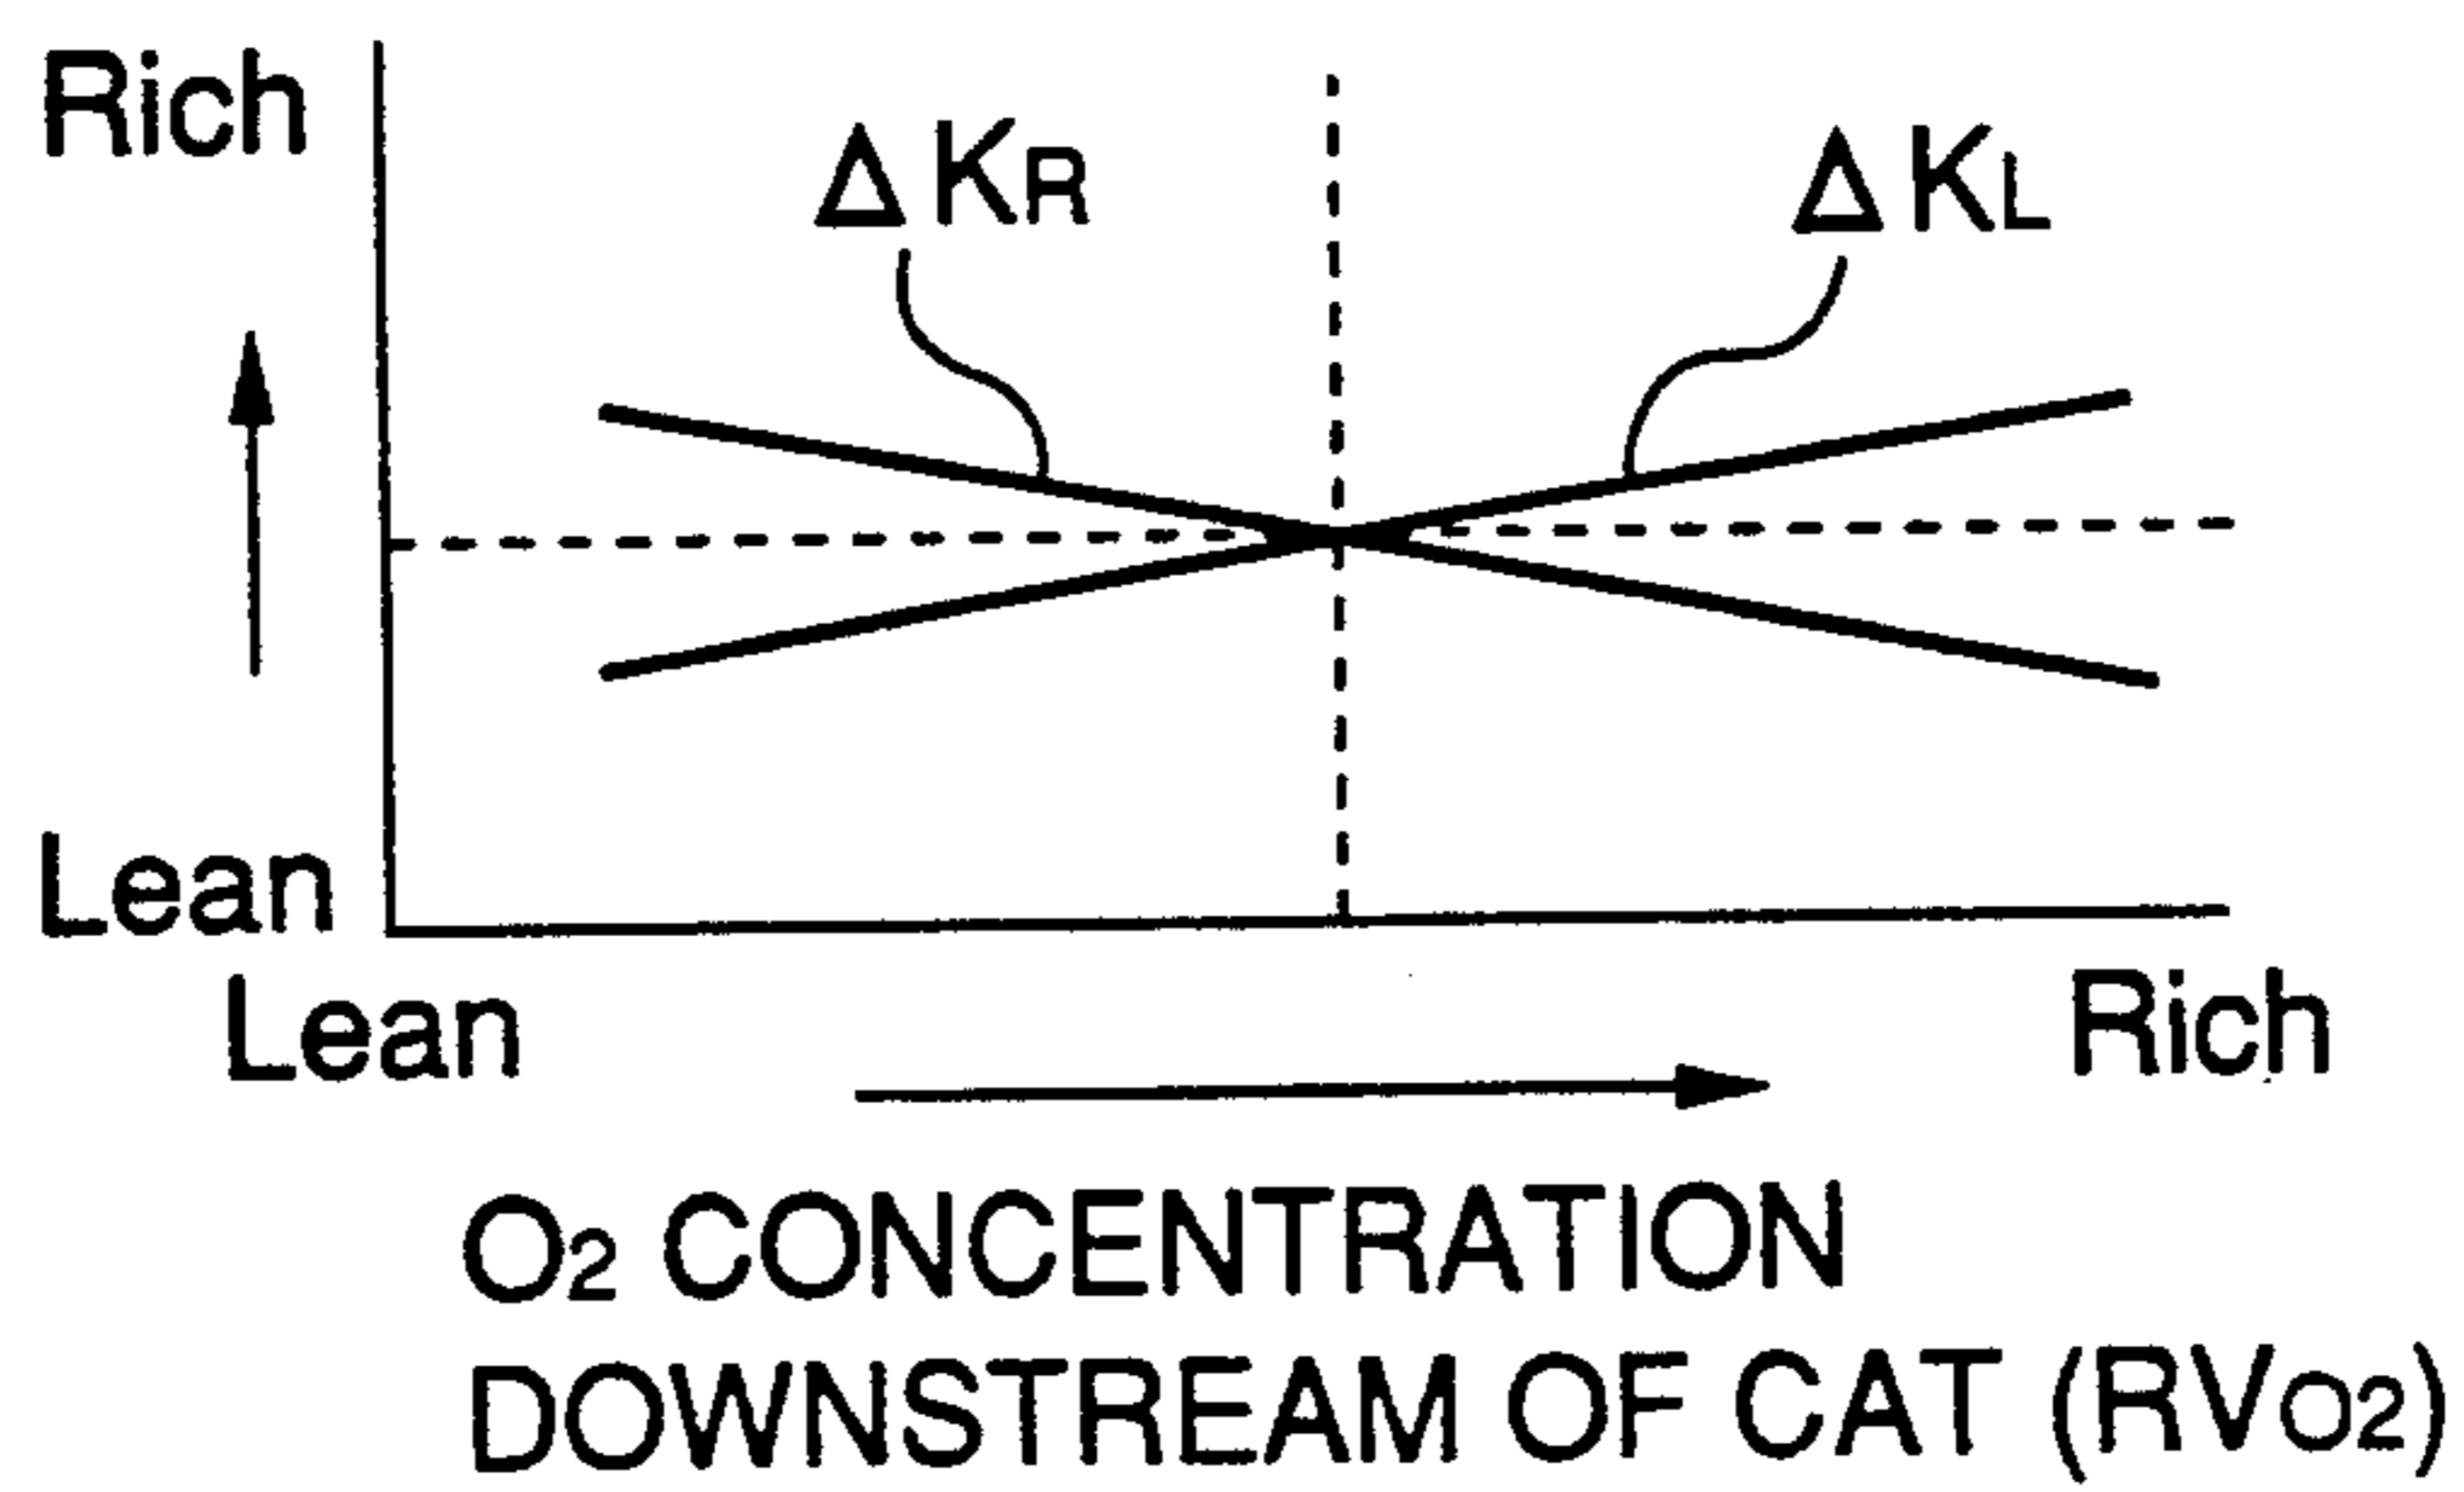 Rich
ΔKR
ΔKL
Lean
Lean
Rich
O2 CONCENTRATION
DOWNSTREAM OF CAT (RVO2)